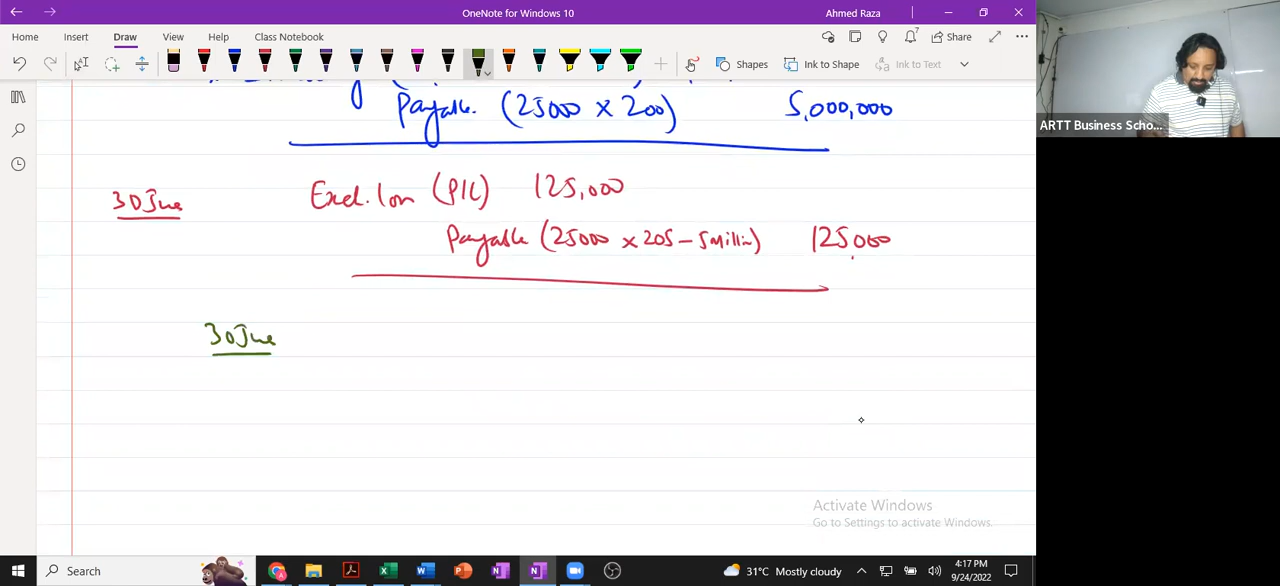 OneNote for Windows 10
Ahmed Raza
Home Insert Draw View Help Class Notebook
Share
Shapes Ink to Shape Ink to Text
Payable. (25000 x 200) 5,000,000
30 June Exch. loss (P/L) 125,000
Payable (25000 x 205 - 5 million) 125,000
30 June
ARTT Business Scho...
Activate Windows
Go to Settings to activate Windows.
Search
31°C Mostly cloudy
4:17 PM
9/24/2022